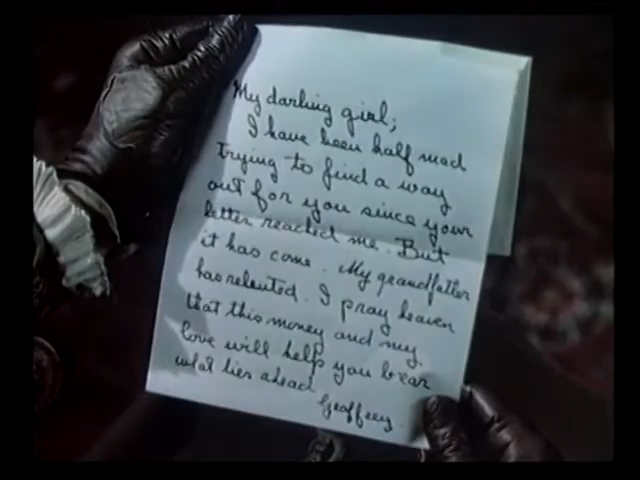 My darling girl;
I have been half mad
trying to find a way
out for you since your
letter reached me. But
it has come. My grandfather
has relented. I pray heaven
that this money and my
love will help you bear
what lies ahead
Geoffrey.